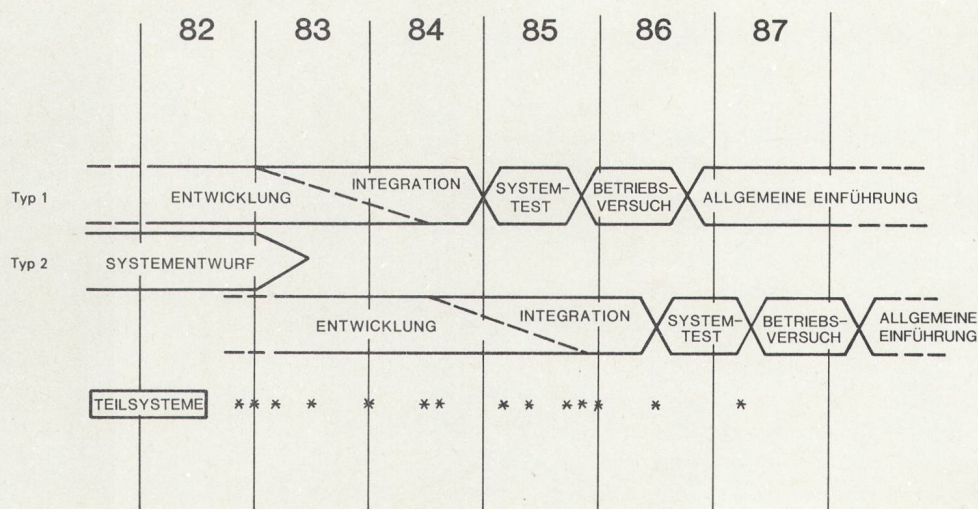 82 83 84 85 86 87
Typ 1
ENTWICKLUNG
INTEGRATION
SYSTEM-
TEST
BETRIEBS-
VERSUCH
ALLGEMEINE EINFÜHRUNG
Typ 2
SYSTEMENTWURF
ENTWICKLUNG
INTEGRATION
SYSTEM-
TEST
BETRIEBS-
VERSUCH
ALLGEMEINE
EINFÜHRUNG
TEILSYSTEME * * * * * * * * * * * * * *